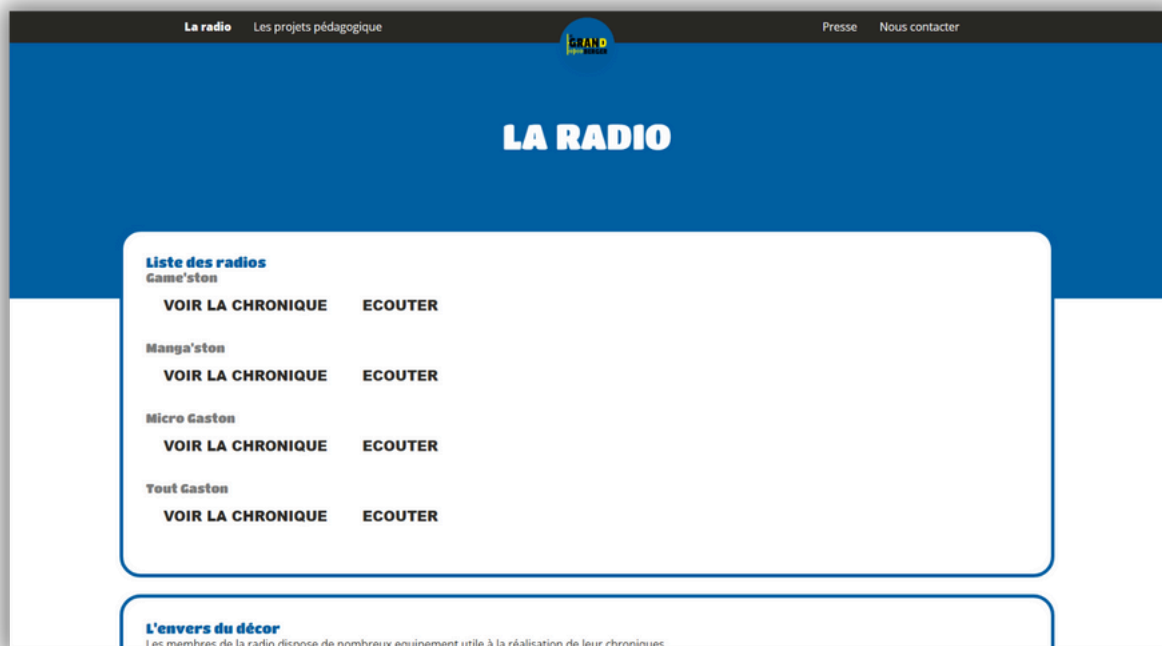 La radio Les projets pédagogique Presse Nous contacter
GRAND
LA RADIO
Liste des radios
Game'ston
VOIR LA CHRONIQUE ECOUTER
Manga'ston
VOIR LA CHRONIQUE ECOUTER
Micro Gaston
VOIR LA CHRONIQUE ECOUTER
Tout Gaston
VOIR LA CHRONIQUE ECOUTER
L'envers du décor
Les membres de la radio dispose de nombreux equipement utile à la réalisation de leur chroniques